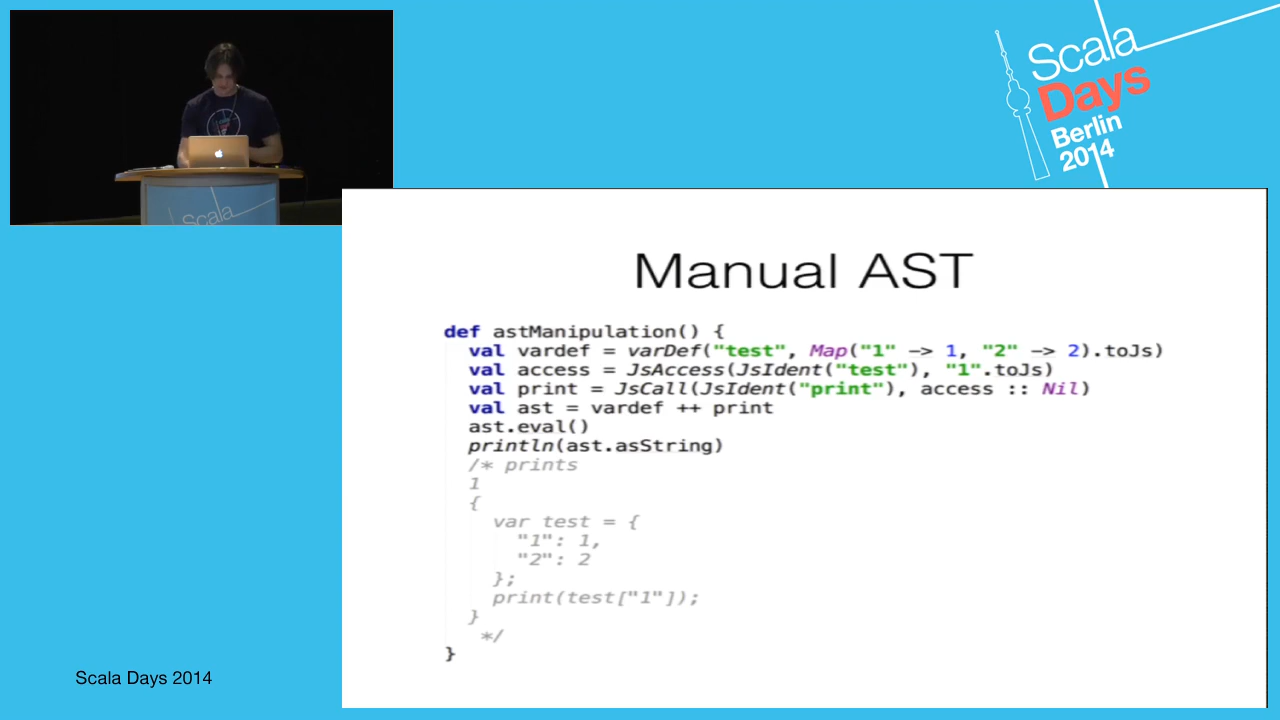 Scala
Days
Berlin
2014
Scala
Manual AST
def astManipulation() {
val vardef = varDef("test", Map("1" -> 1, "2" -> 2).toJs)
val access = JsAccess(JsIdent("test"), "1".toJs)
val print = JsCall(JsIdent("print"), access :: Nil)
val ast = vardef ++ print
ast.eval()
println(ast.asString)
/* prints
1
{
var test = {
"1": 1,
"2": 2
};
print(test["1"]);
}
*/
}
Scala Days 2014